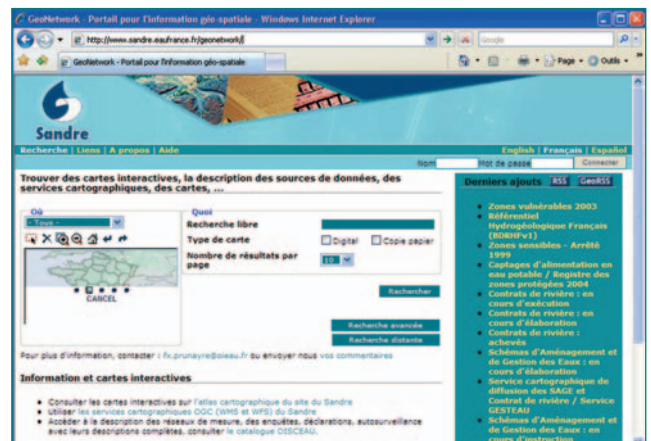 GeoNetwork - Portail pour l'information géo-spatiale - Windows Internet Explorer
http://www.sandre.eaufrance.fr/geonetwork/
Google
GeoNetwork - Portail pour l'information géo-spatiale
Page
Outils
Sandre
Recherche | Liens | A propos | Aide
English | Français | Español
Nom
Mot de passe
Connecter
Trouver des cartes interactives, la description des sources de données, des
services cartographiques, des cartes, ...
Où
- Tous -
CANCEL
Quoi
Recherche libre
Type de carte
Digital
Copie papier
Nombre de résultats par
page
10
Rechercher
Recherche avancée
Recherche distante
Pour plus d'information, contacter : fx.prunayre@oieau.fr ou envoyer nous vos commentaires
Information et cartes interactives
• Consulter les cartes interactives sur l'atlas cartographique du site du Sandre
• Utiliser les services cartographiques OGC (WMS et WFS) du Sandre
• Accéder à la description des réseaux de mesure, des enquêtes, déclarations, autosurveillance
avec leurs descriptions complètes, consulter le catalogue DISCEAU.
Derniers ajouts RSS GeoRSS
• Zones vulnérables 2003
• Référentiel
Hydrogéologique Français
(BDRHFv1)
• Zones sensibles - Arrêté
1999
• Captages d'alimentation en
eau potable / Registre des
zones protégées 2004
• Contrats de rivière : en
cours d'exécution
• Contrats de rivière : en
cours d'élaboration
• Contrats de rivière :
achevés
• Schémas d'Aménagement et
de Gestion des Eaux : en
cours d'élaboration
• Service cartographique de
diffusion des SAGE et
Contrat de rivière / Service
GESTEAU
• Schémas d'Aménagement et
de Gestion des Eaux : en
cours d'instruction